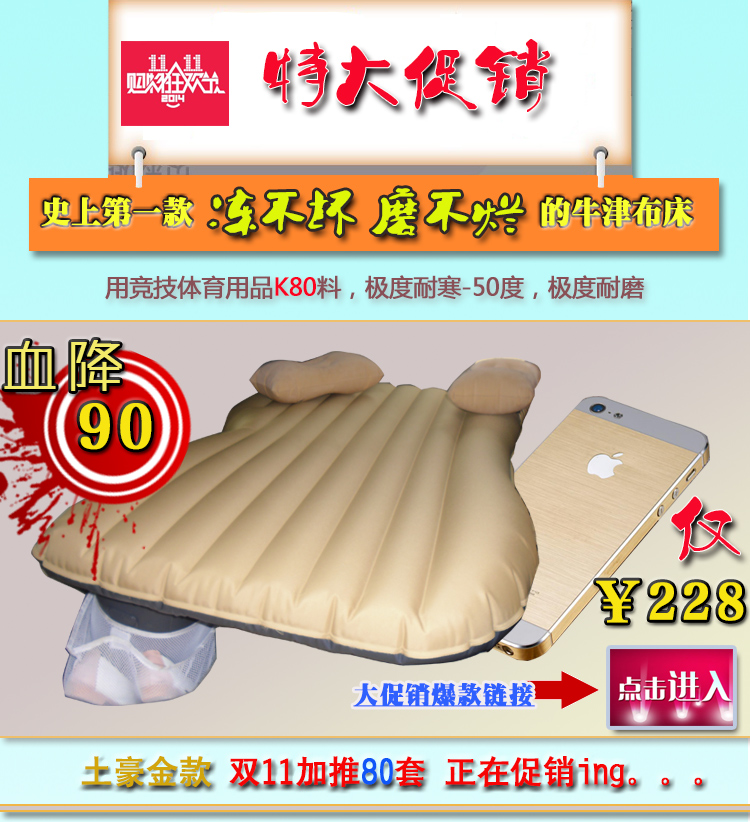 11 11
购物狂欢节
2014
特大促销
史上第一款 冻不坏 磨不烂 的牛津布床
用竞技体育用品K80料，极度耐寒-50度，极度耐磨
血降
90
仅
￥228
大促销爆款链接
点击进入
土豪金款 双11加推80套 正在促销ing。。。